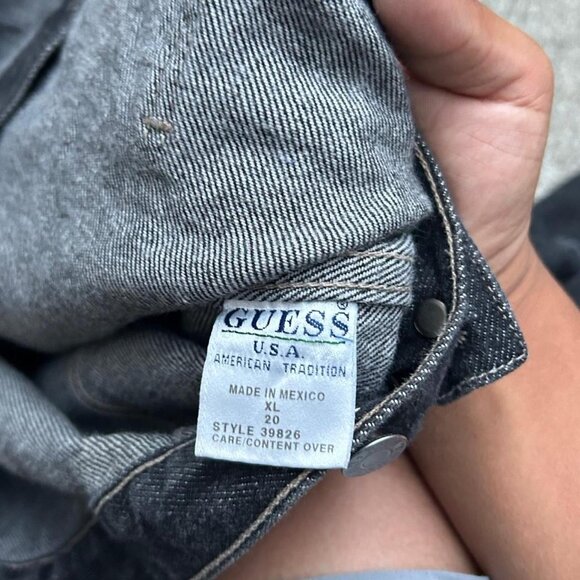 GUESS®
U.S.A.
AMERICAN TRADITION
MADE IN MEXICO
XL
20
STYLE 39826
CARE/CONTENT OVER